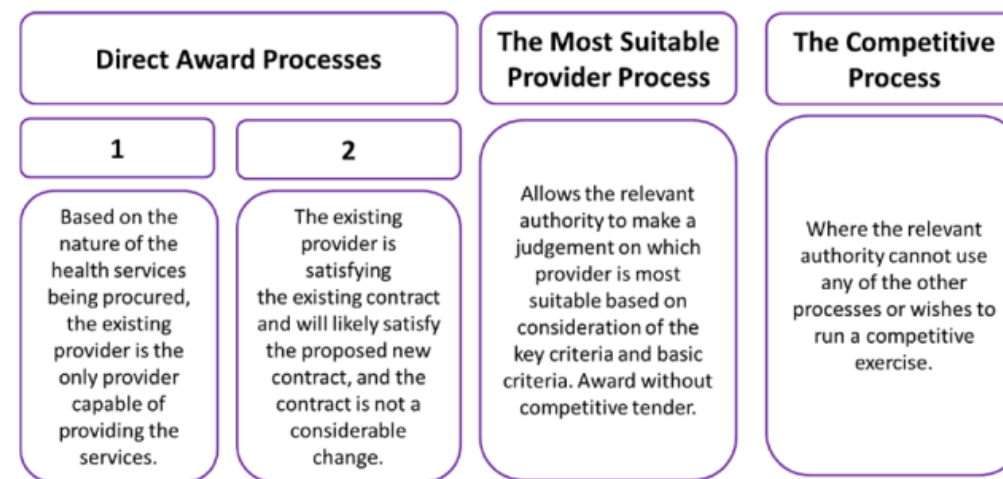 Direct Award Processes
The Most Suitable
Provider Process
The Competitive
Process
1
2
Based on the
nature of the
health services
being procured,
the existing
provider is the
only provider
capable of
providing the
services.
The existing
provider is
satisfying
the existing contract
and will likely satisfy
the proposed new
contract, and the
contract is not a
considerable
change.
Allows the relevant
authority to make a
judgement on which
provider is most
suitable based on
consideration of the
key criteria and basic
criteria. Award without
competitive tender.
Where the relevant
authority cannot use
any of the other
processes or wishes to
run a competitive
exercise.